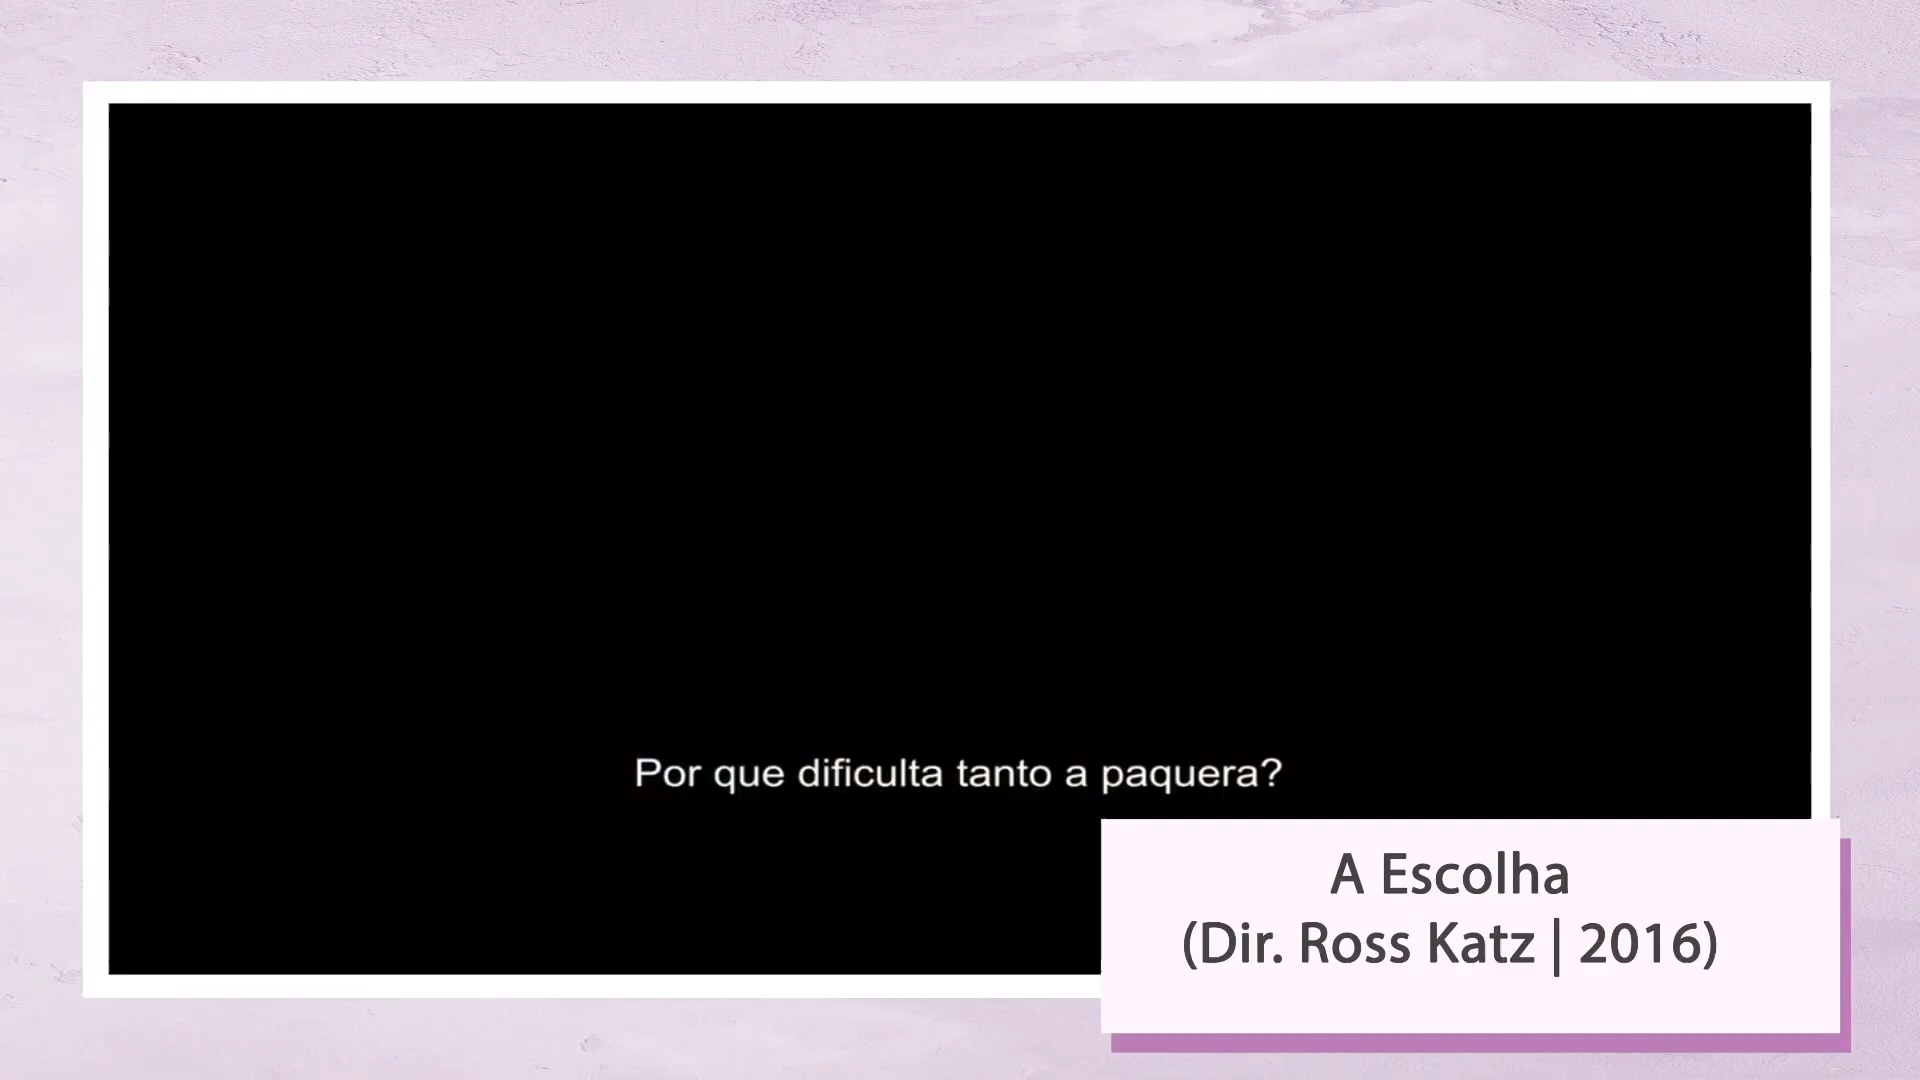 Por que dificulta tanto a paquera?
A Escolha
(Dir. Ross Katz | 2016)